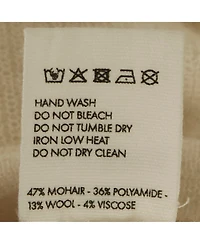 HAND WASH
DO NOT BLEACH
DO NOT TUMBLE DRY
IRON LOW HEAT
DO NOT DRY CLEAN
47% MOHAIR - 36% POLYAMIDE -
13% WOOL - 4% VISCOSE